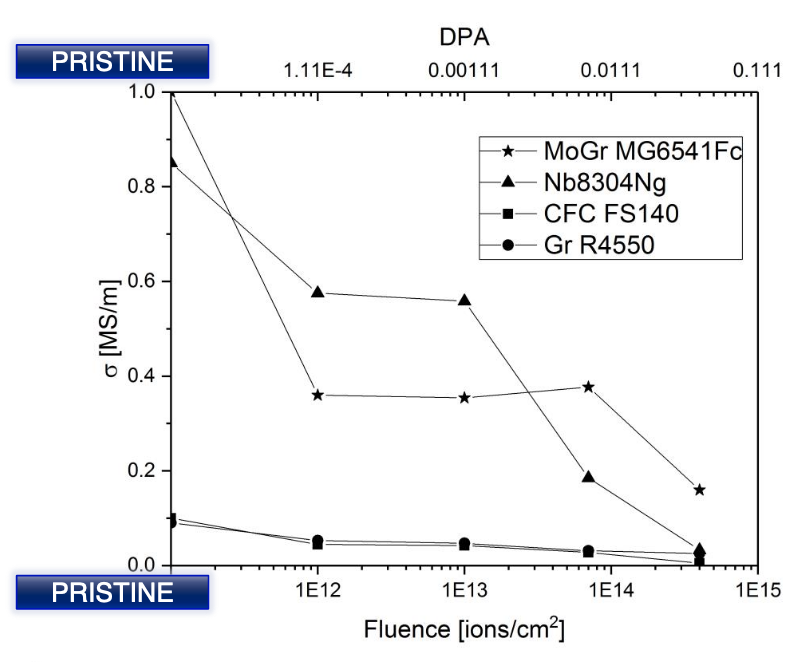 DPA
PRISTINE
1.11E-4 0.00111 0.0111 0.111
1.0
0.8
0.6
0.4
0.2
0.0
σ [MS/m]
MoGr MG6541Fc
Nb8304Ng
CFC FS140
Gr R4550
PRISTINE
1E12 1E13 1E14 1E15
Fluence [ions/cm²]